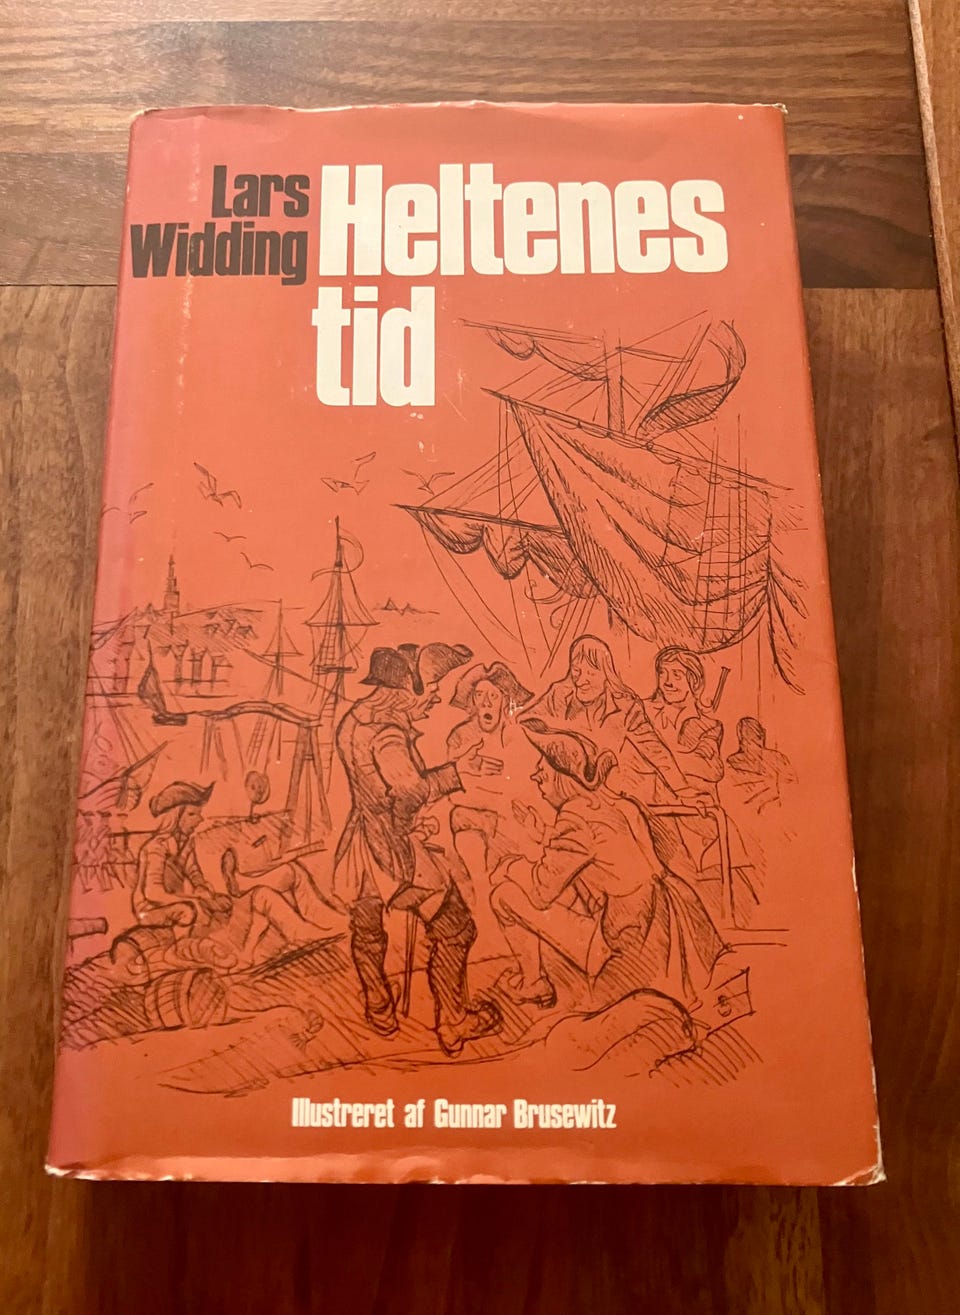 Lars
Widding
Heltenes
tid
Illustreret af Gunnar Brusewitz